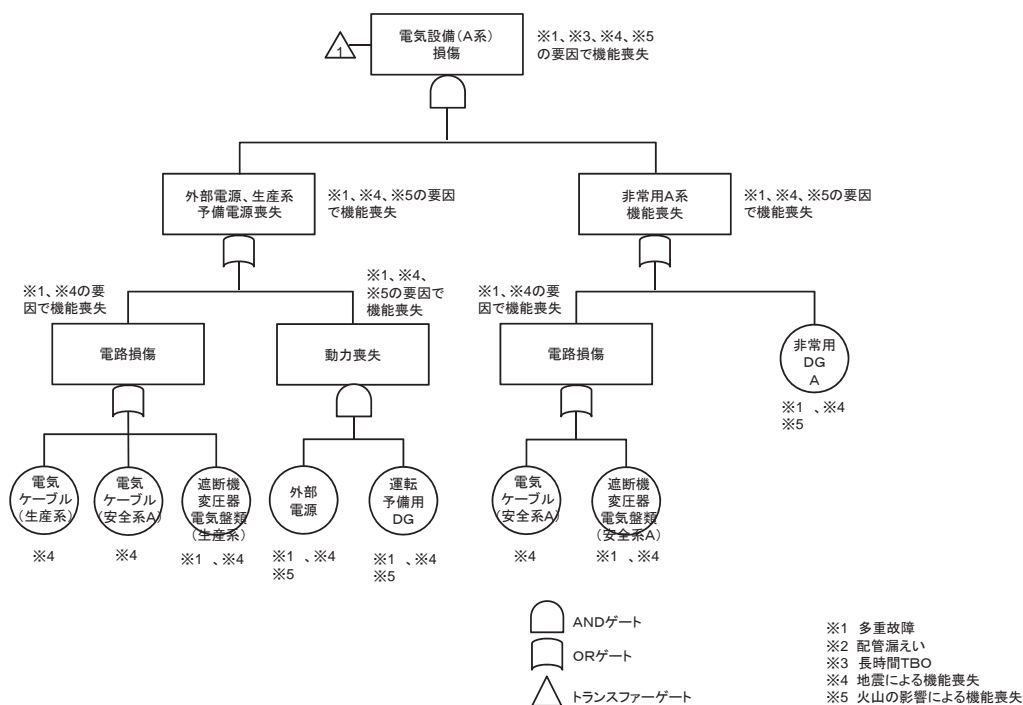 電気設備(A系)
損傷
1
※1、※3、※4、※5
の要因で機能喪失
外部電源、生産系
予備電源喪失
※1、※4、※5の要因
で機能喪失
非常用A系
機能喪失
※1、※4、※5の要因
で機能喪失
※1、※4の要
因で機能喪失
電路損傷
※1、※4、
※5の要因で
機能喪失
動力喪失
※1、※4の要
因で機能喪失
電路損傷
非常用
DG
A
※1 、※4
※5
電気
ケーブル
(生産系)
※4
電気
ケーブル
(安全系A)
※4
遮断機
変圧器
電気盤類
(生産系)
※1 、※4
外部
電源
※1 、※4
※5
運転
予備用
DG
※1 、※4
※5
電気
ケーブル
(安全系A)
※4
遮断機
変圧器
電気盤類
(安全系A)
※1 、※4
ANDゲート
ORゲート
トランスファーゲート
※1 多重故障
※2 配管漏えい
※3 長時間TBO
※4 地震による機能喪失
※5 火山の影響による機能喪失